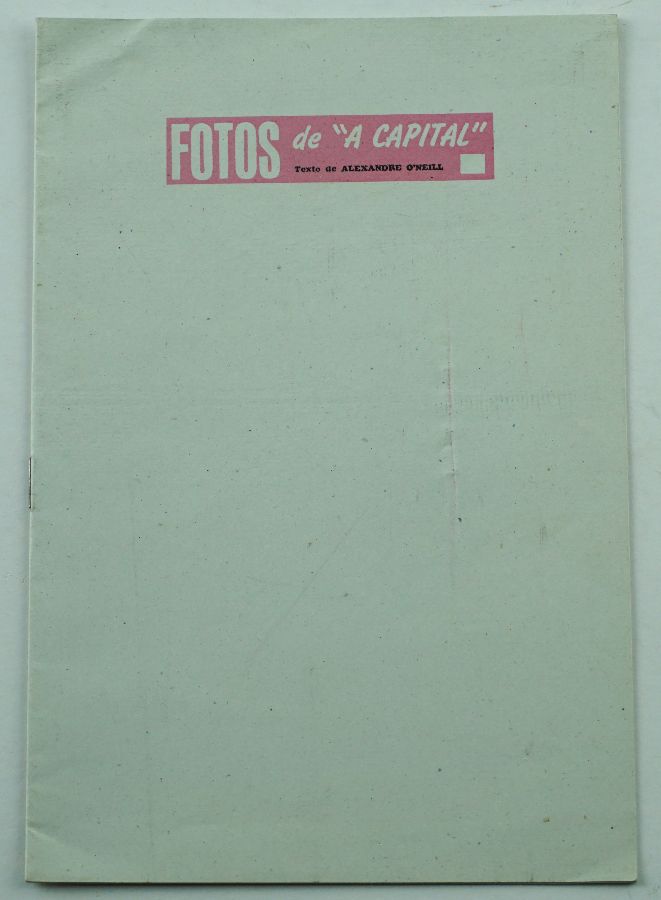 FOTOS de "A CAPITAL"
Texto de ALEXANDRE O'NEILL